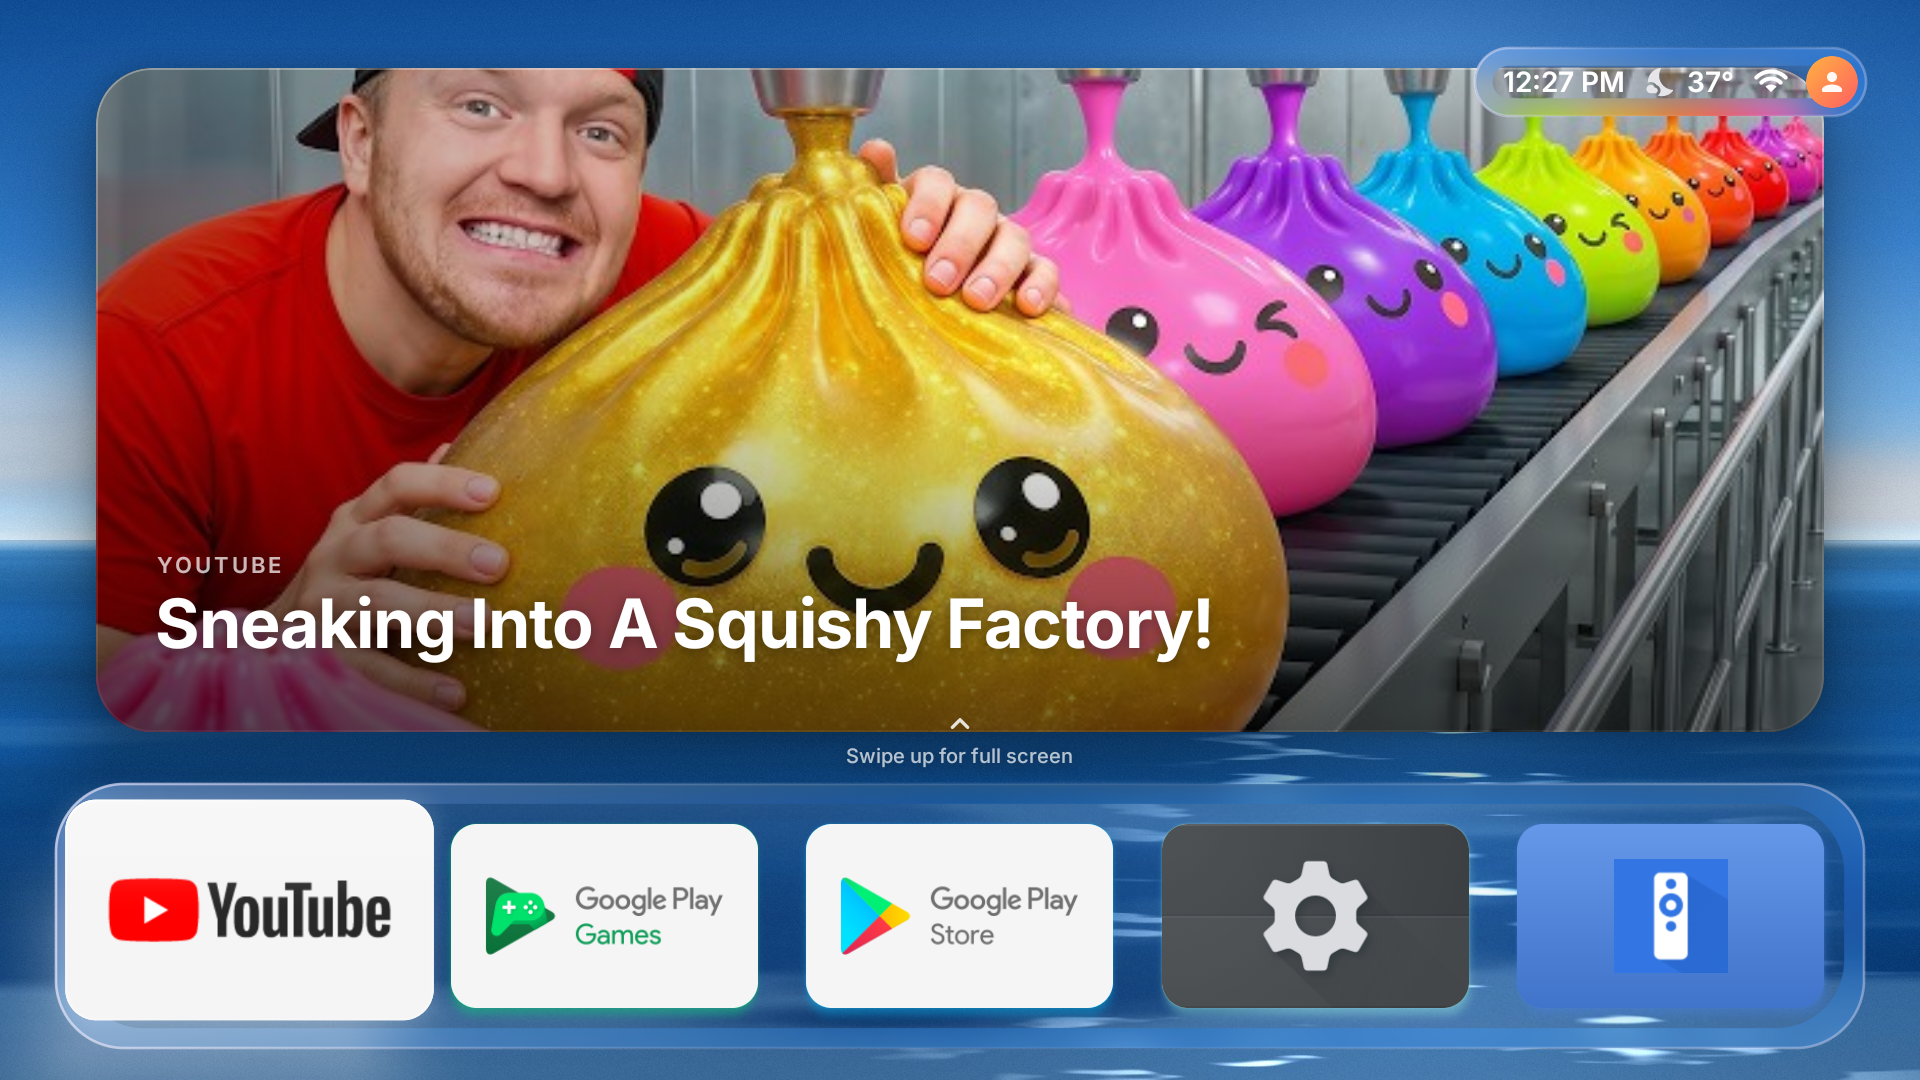 12:27 PM 37°
YOUTUBE
Sneaking Into A Squishy Factory!
Swipe up for full screen
YouTube
Google Play
Games
Google Play
Store